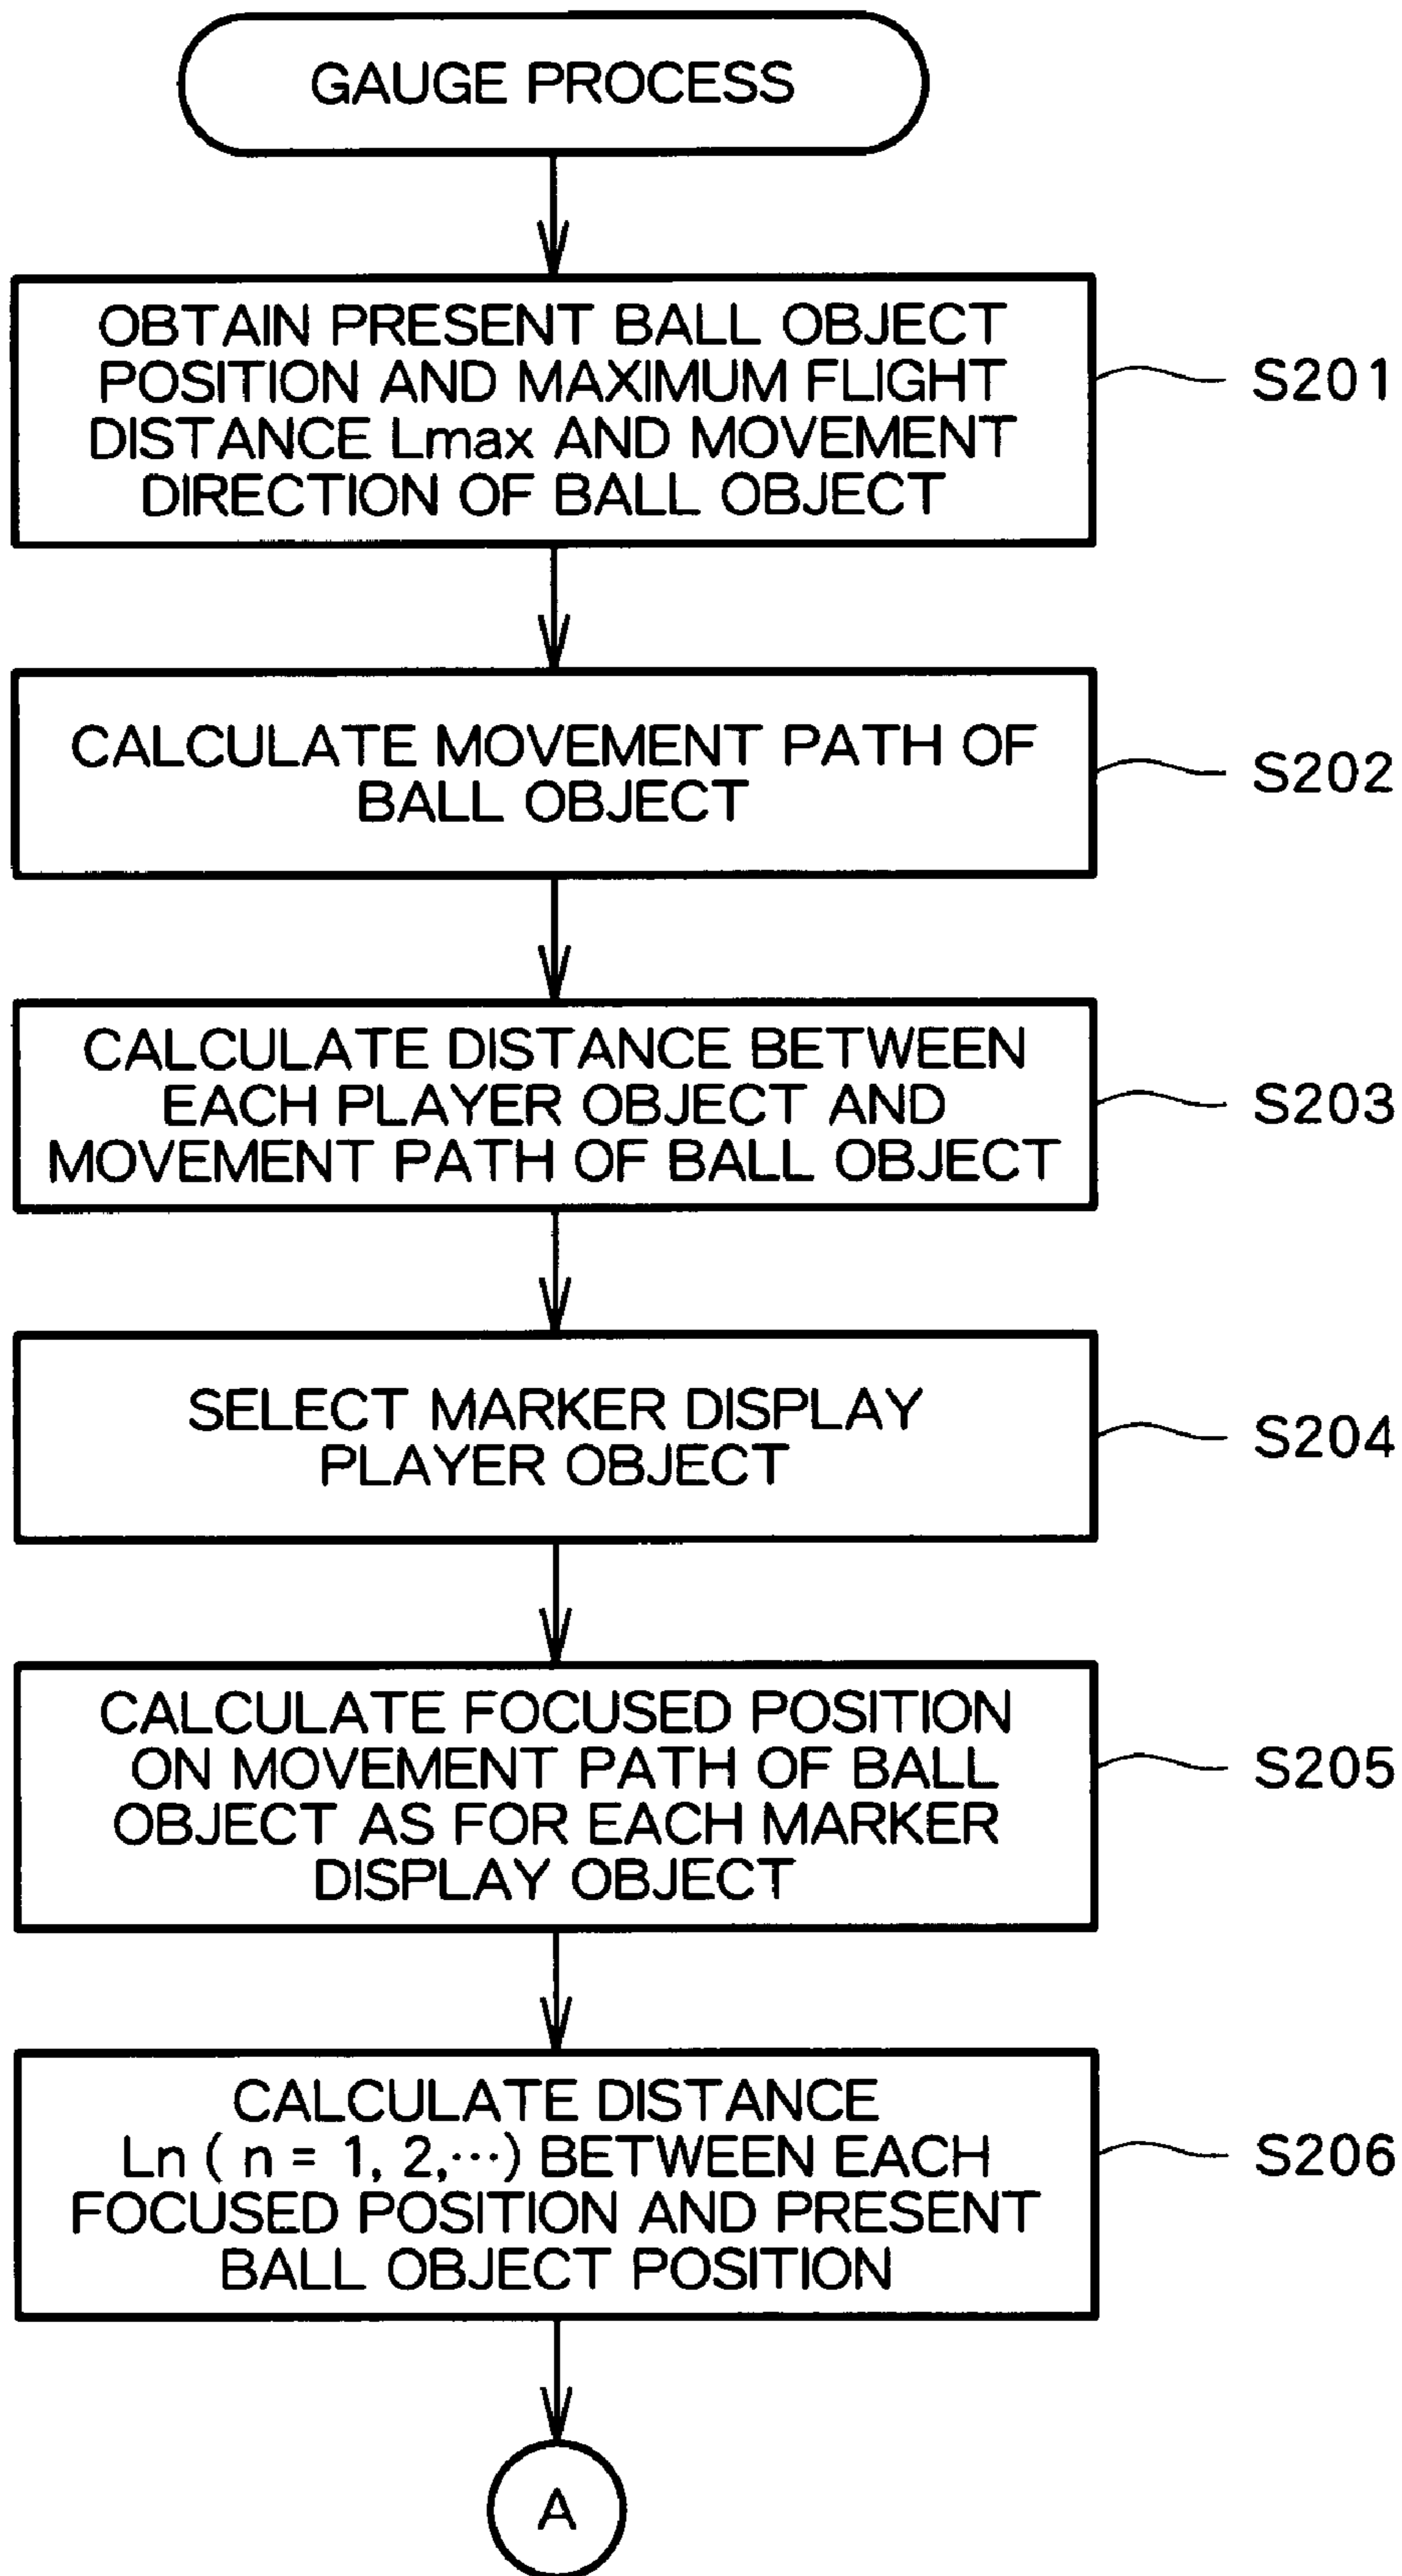 GAUGE PROCESS
OBTAIN PRESENT BALL OBJECT
POSITION AND MAXIMUM FLIGHT
DISTANCE Lmax AND MOVEMENT
DIRECTION OF BALL OBJECT
S201
CALCULATE MOVEMENT PATH OF
BALL OBJECT
S202
CALCULATE DISTANCE BETWEEN
EACH PLAYER OBJECT AND
MOVEMENT PATH OF BALL OBJECT
S203
SELECT MARKER DISPLAY
PLAYER OBJECT
S204
CALCULATE FOCUSED POSITION
ON MOVEMENT PATH OF BALL
OBJECT AS FOR EACH MARKER
DISPLAY OBJECT
S205
CALCULATE DISTANCE
Ln ( n = 1, 2,⋯) BETWEEN EACH
FOCUSED POSITION AND PRESENT
BALL OBJECT POSITION
S206
A